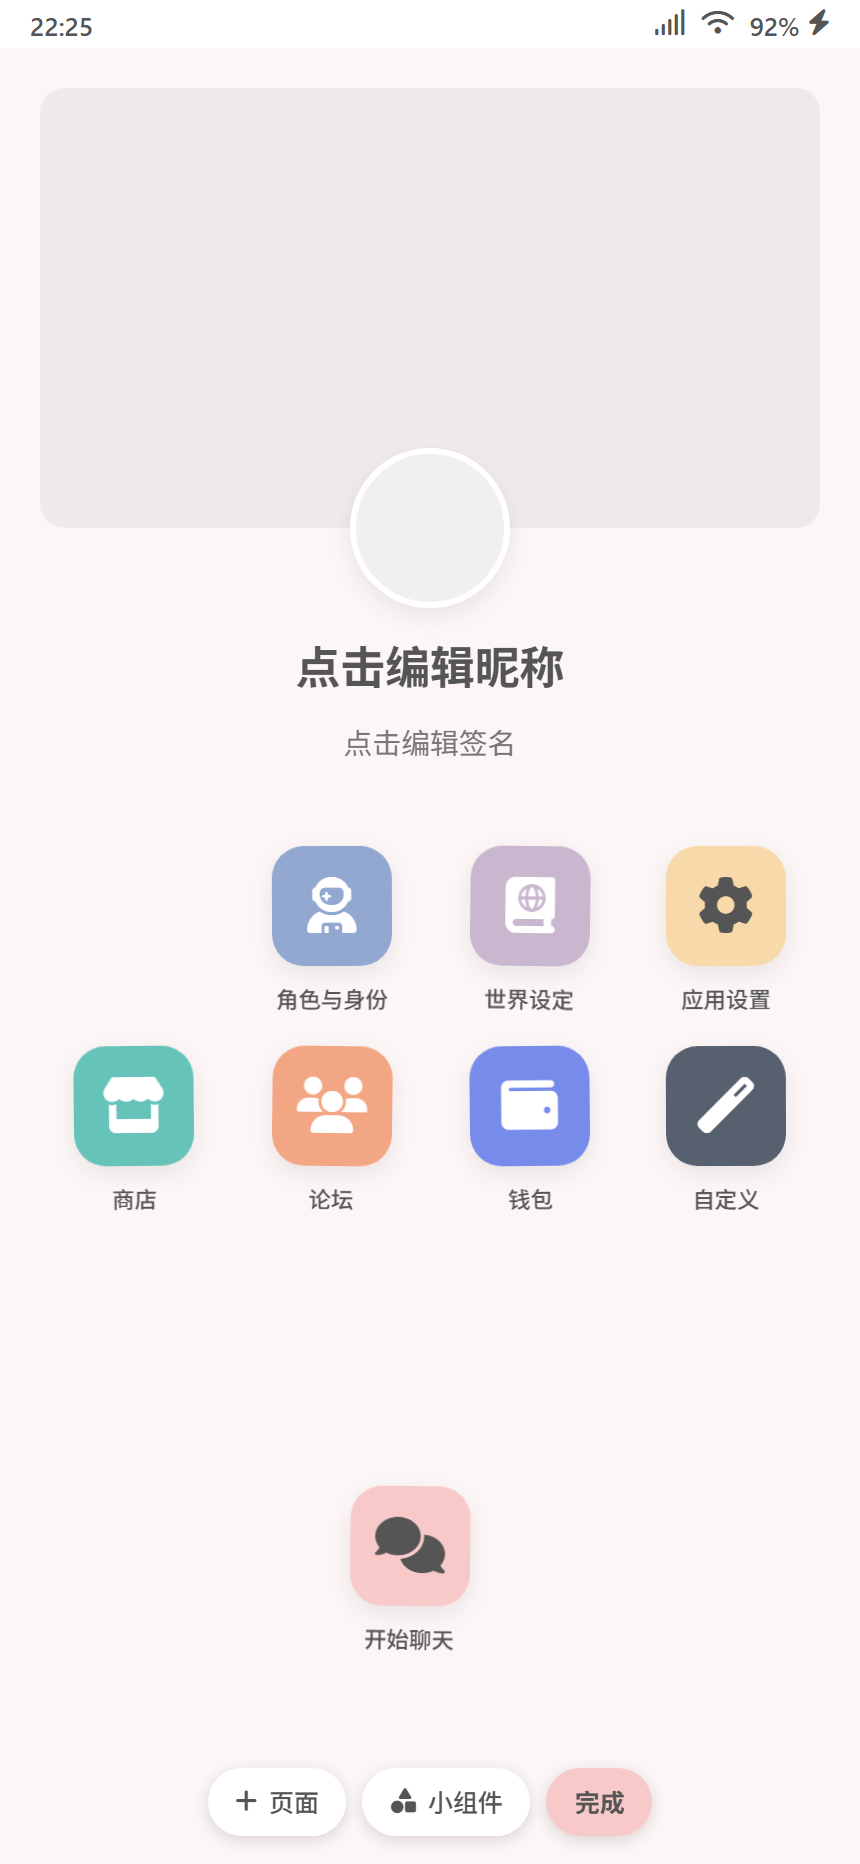 22:25 92%
点击编辑昵称
点击编辑签名
角色与身份 世界设定 应用设置
商店 论坛 钱包 自定义
开始聊天
页面 小组件 完成